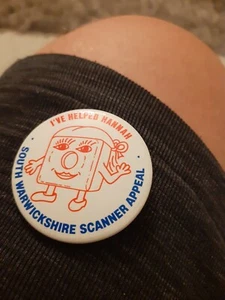 I'VE HELPED HANNAH
SOUTH WARWICKSHIRE SCANNER APPEAL